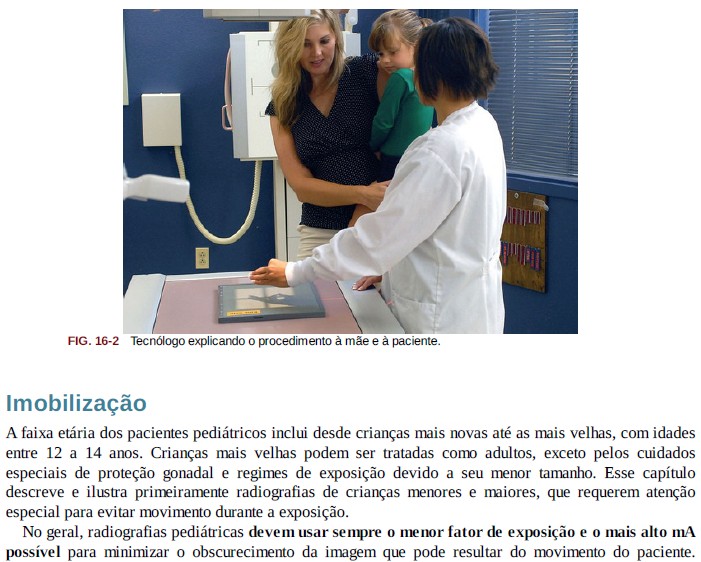 FIG. 16-2 Tecnólogo explicando o procedimento à mãe e à paciente.
Imobilização
A faixa etária dos pacientes pediátricos inclui desde crianças mais novas até as mais velhas, com idades
entre 12 a 14 anos. Crianças mais velhas podem ser tratadas como adultos, exceto pelos cuidados
especiais de proteção gonadal e regimes de exposição devido a seu menor tamanho. Esse capítulo
descreve e ilustra primeiramente radiografias de crianças menores e maiores, que requerem atenção
especial para evitar movimento durante a exposição.
No geral, radiografias pediátricas devem usar sempre o menor fator de exposição e o mais alto mA
possível para minimizar o obscurecimento da imagem que pode resultar do movimento do paciente.